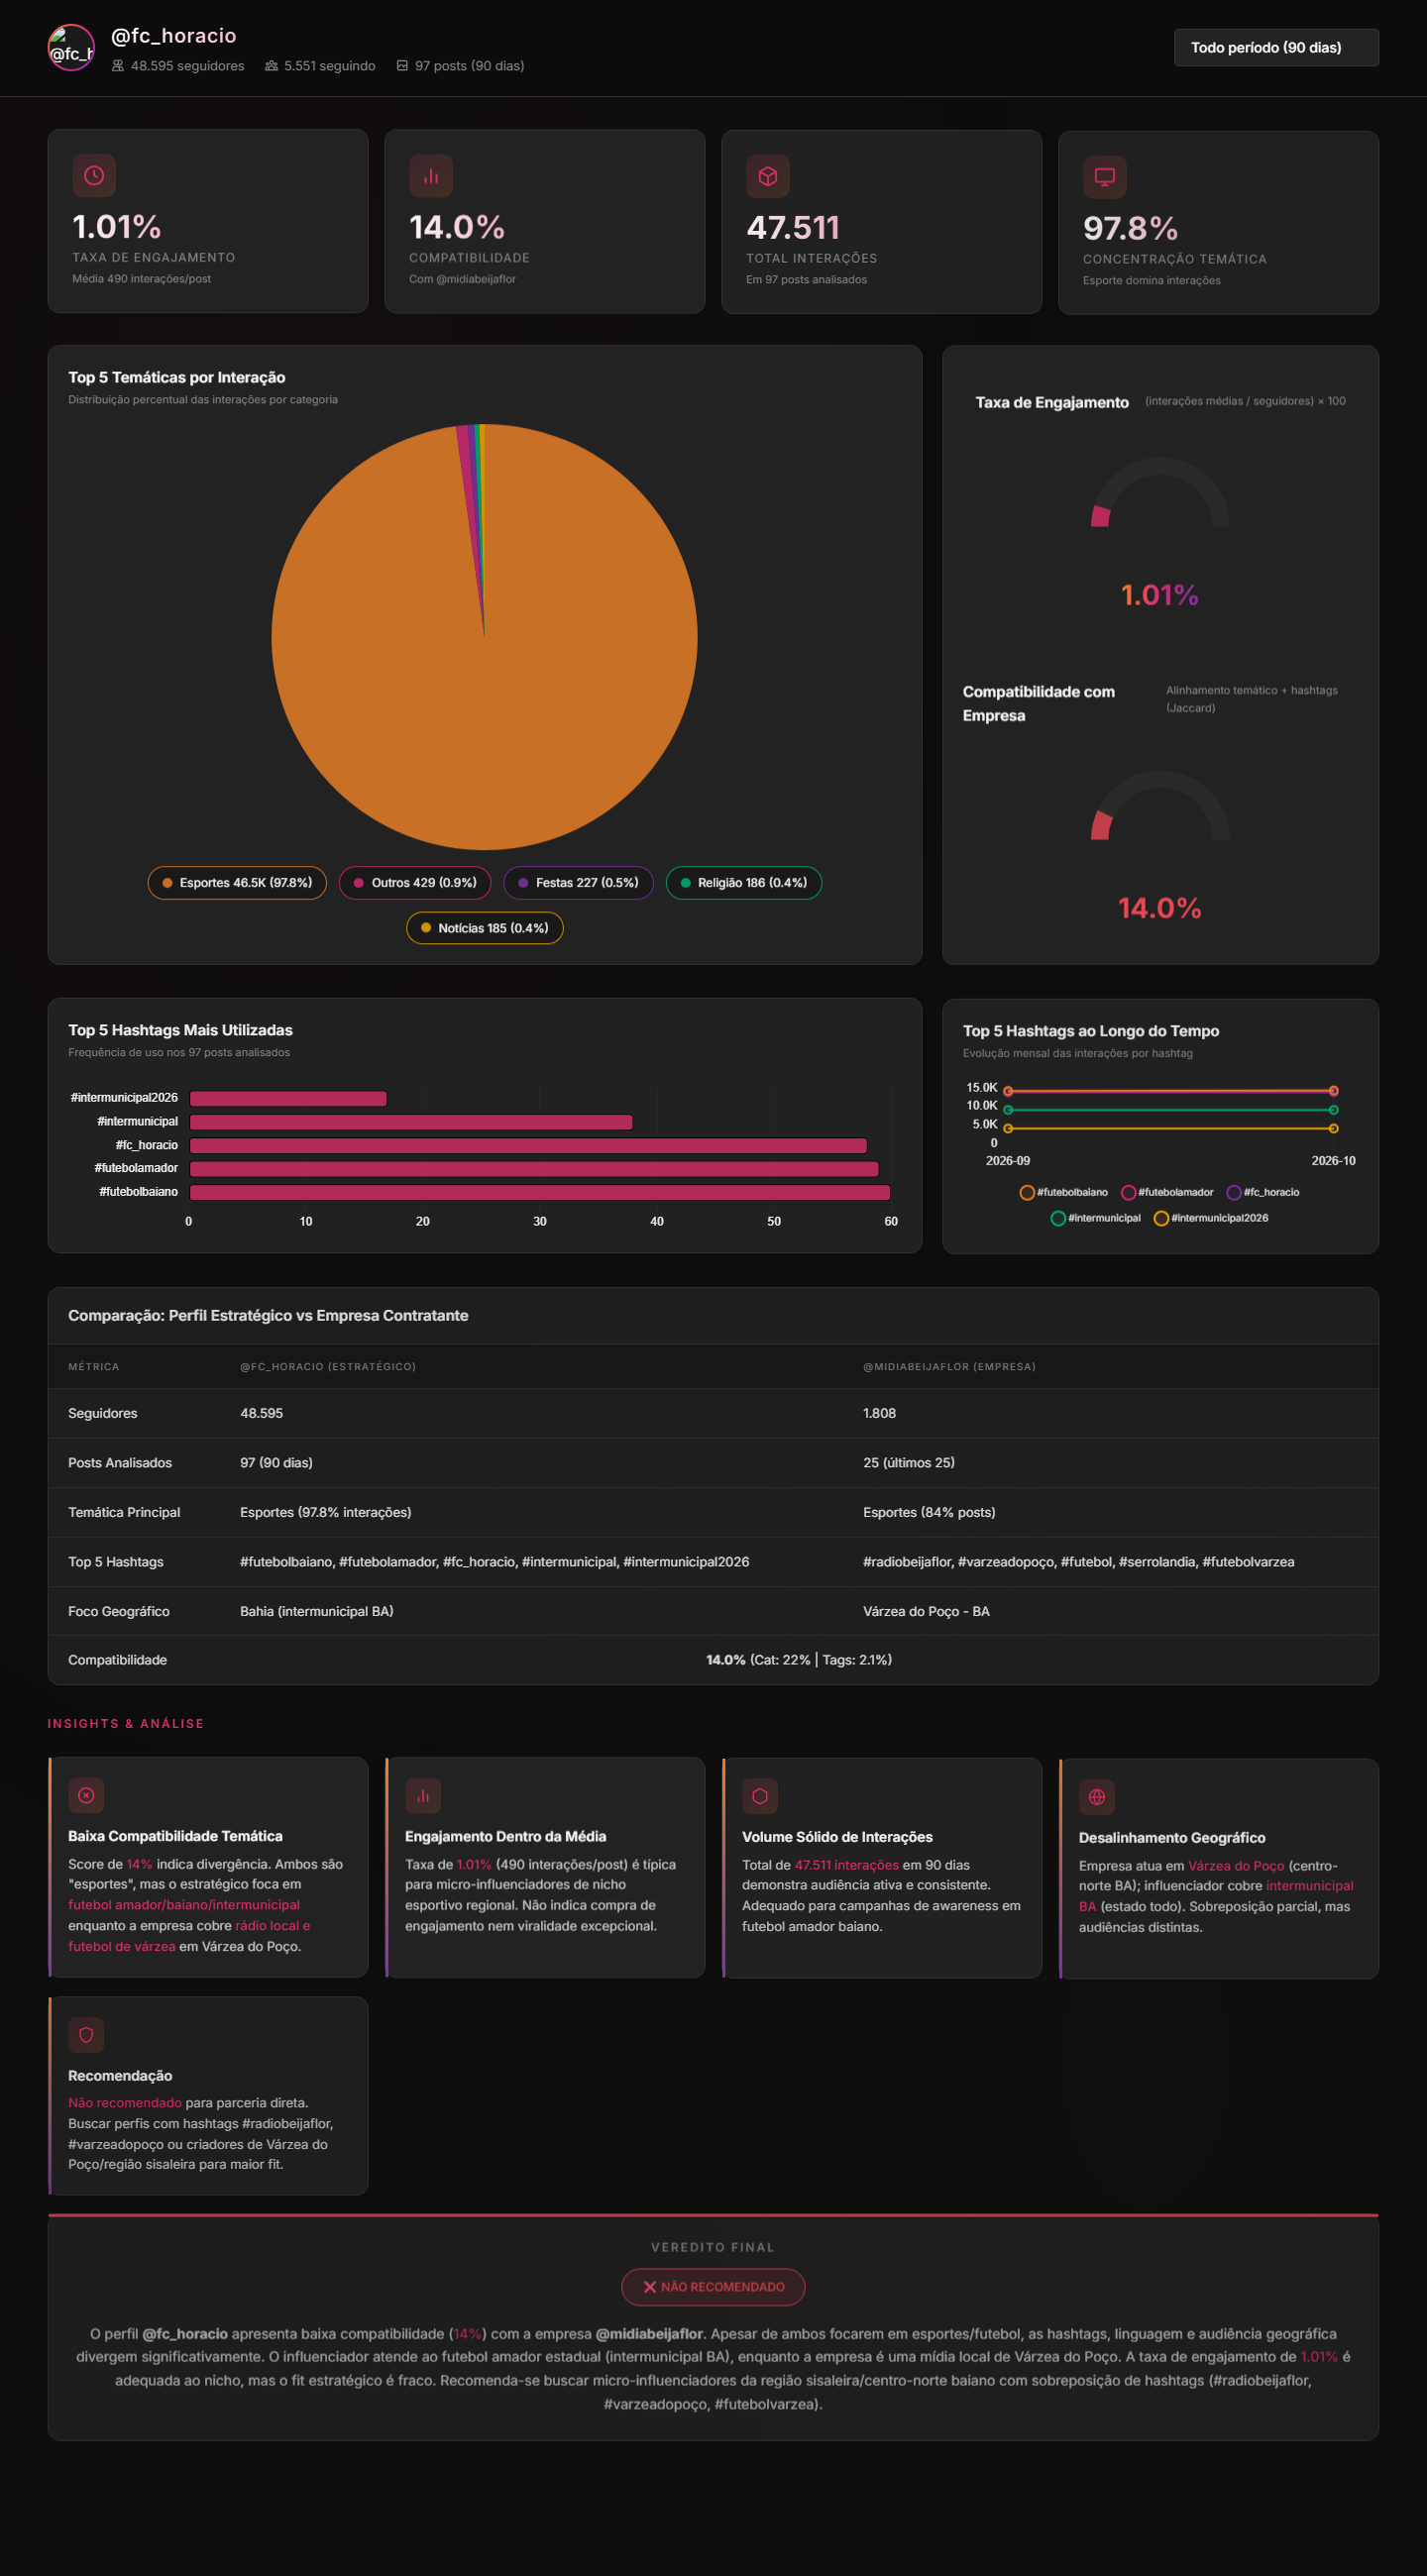 @fc_h
@fc_horacio
48.595 seguidores 5.551 seguindo 97 posts (90 dias)
Todo período (90 dias)
1.01%
TAXA DE ENGAJAMENTO
Média 490 interações/post
14.0%
COMPATIBILIDADE
Com @midiabeijaflor
47.511
TOTAL INTERAÇÕES
Em 97 posts analisados
97.8%
CONCENTRAÇÃO TEMÁTICA
Esporte domina interações
Top 5 Temáticas por Interação
Distribuição percentual das interações por categoria
Esportes 46.5K (97.8%) Outros 429 (0.9%) Festas 227 (0.5%) Religião 186 (0.4%)
Notícias 185 (0.4%)
Taxa de Engajamento (interações médias / seguidores) × 100
1.01%
Compatibilidade com
Empresa
Alinhamento temático + hashtags
(Jaccard)
14.0%
Top 5 Hashtags Mais Utilizadas
Frequência de uso nos 97 posts analisados
#intermunicipal2026
#intermunicipal
#fc_horacio
#futebolamador
#futebolbaiano
0 10 20 30 40 50 60
Top 5 Hashtags ao Longo do Tempo
Evolução mensal das interações por hashtag
15.0K
10.0K
5.0K
0
2026-09 2026-10
#futebolbaiano #futebolamador #fc_horacio
#intermunicipal #intermunicipal2026
Comparação: Perfil Estratégico vs Empresa Contratante
MÉTRICA @FC_HORACIO (ESTRATÉGICO) @MIDIABEIJAFLOR (EMPRESA)
Seguidores 48.595 1.808
Posts Analisados 97 (90 dias) 25 (últimos 25)
Temática Principal Esportes (97.8% interações) Esportes (84% posts)
Top 5 Hashtags #futebolbaiano, #futebolamador, #fc_horacio, #intermunicipal, #intermunicipal2026 #radiobeijaflor, #varzeadopoço, #futebol, #serrolandia, #futebolvarzea
Foco Geográfico Bahia (intermunicipal BA) Várzea do Poço - BA
Compatibilidade 14.0% (Cat: 22% | Tags: 2.1%)
INSIGHTS & ANÁLISE
Baixa Compatibilidade Temática
Score de 14% indica divergência. Ambos são
"esportes", mas o estratégico foca em
futebol amador/baiano/intermunicipal
enquanto a empresa cobre rádio local e
futebol de várzea em Várzea do Poço.
Engajamento Dentro da Média
Taxa de 1.01% (490 interações/post) é típica
para micro-influenciadores de nicho
esportivo regional. Não indica compra de
engajamento nem viralidade excepcional.
Volume Sólido de Interações
Total de 47.511 interações em 90 dias
demonstra audiência ativa e consistente.
Adequado para campanhas de awareness em
futebol amador baiano.
Desalinhamento Geográfico
Empresa atua em Várzea do Poço (centro-
norte BA); influenciador cobre intermunicipal
BA (estado todo). Sobreposição parcial, mas
audiências distintas.
Recomendação
Não recomendado para parceria direta.
Buscar perfis com hashtags #radiobeijaflor,
#varzeadopoço ou criadores de Várzea do
Poço/região sisaleira para maior fit.
VEREDITO FINAL
❌ NÃO RECOMENDADO
O perfil @fc_horacio apresenta baixa compatibilidade (14%) com a empresa @midiabeijaflor. Apesar de ambos focarem em esportes/futebol, as hashtags, linguagem e audiência geográfica
divergem significativamente. O influenciador atende ao futebol amador estadual (intermunicipal BA), enquanto a empresa é uma mídia local de Várzea do Poço. A taxa de engajamento de 1.01% é
adequada ao nicho, mas o fit estratégico é fraco. Recomenda-se buscar micro-influenciadores da região sisaleira/centro-norte baiano com sobreposição de hashtags (#radiobeijaflor,
#varzeadopoço, #futebolvarzea).